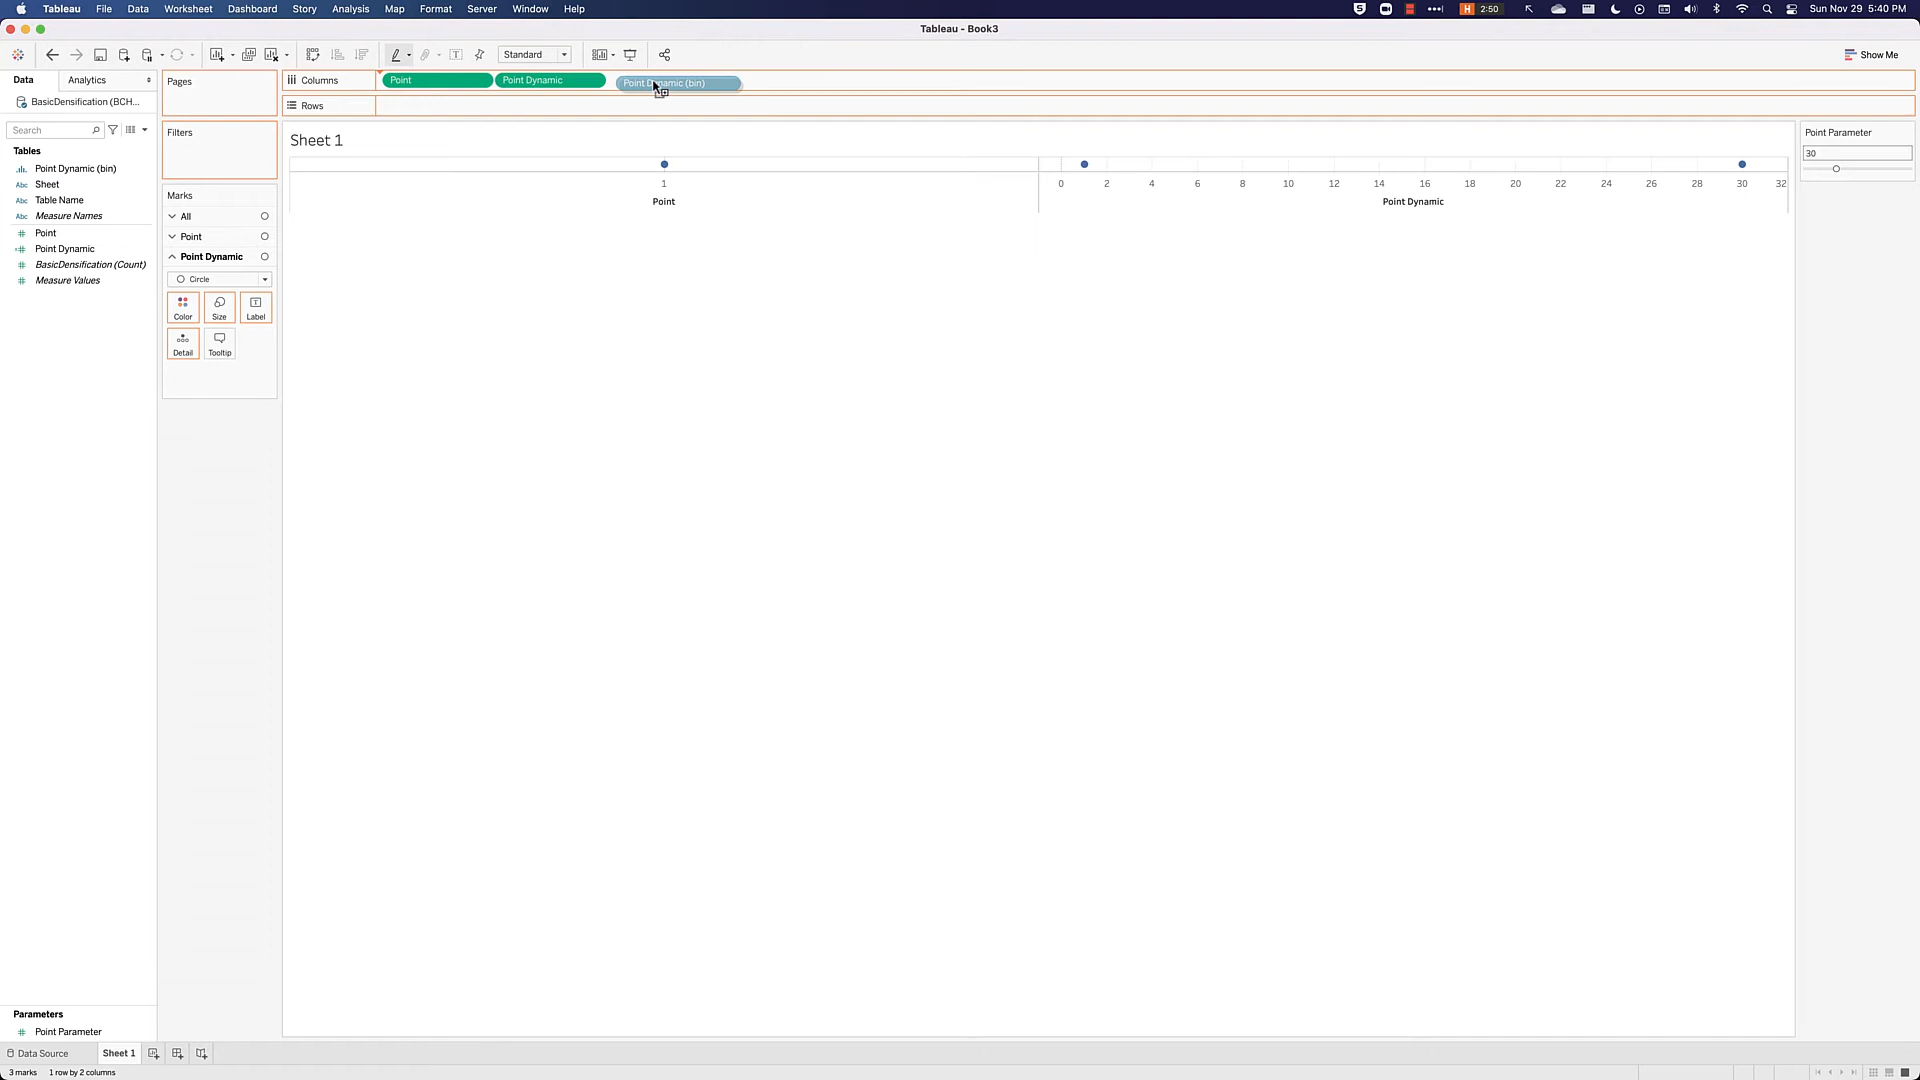 Tableau File Data Worksheet Dashboard Story Analysis Map Format Server Window Help
H 2:50
Sun Nov 29 5:40 PM
Tableau - Book3
Standard
Show Me
Data Analytics
BasicDensification (BCH...
Search
Tables
Point Dynamic (bin)
Abc Sheet
Abc Table Name
Abc Measure Names
Point
Point Dynamic
BasicDensification (Count)
Measure Values
Parameters
Point Parameter
Pages
Filters
Marks
All
Point
Point Dynamic
Circle
Color Size Label
Detail Tooltip
Columns Point Point Dynamic Point Dynamic (bin)
Rows
Sheet 1
1
Point
0 2 4 6 8 10 12 14 16 18 20 22 24 26 28 30 32
Point Dynamic
Point Parameter
30
Data Source Sheet 1
3 marks 1 row by 2 columns